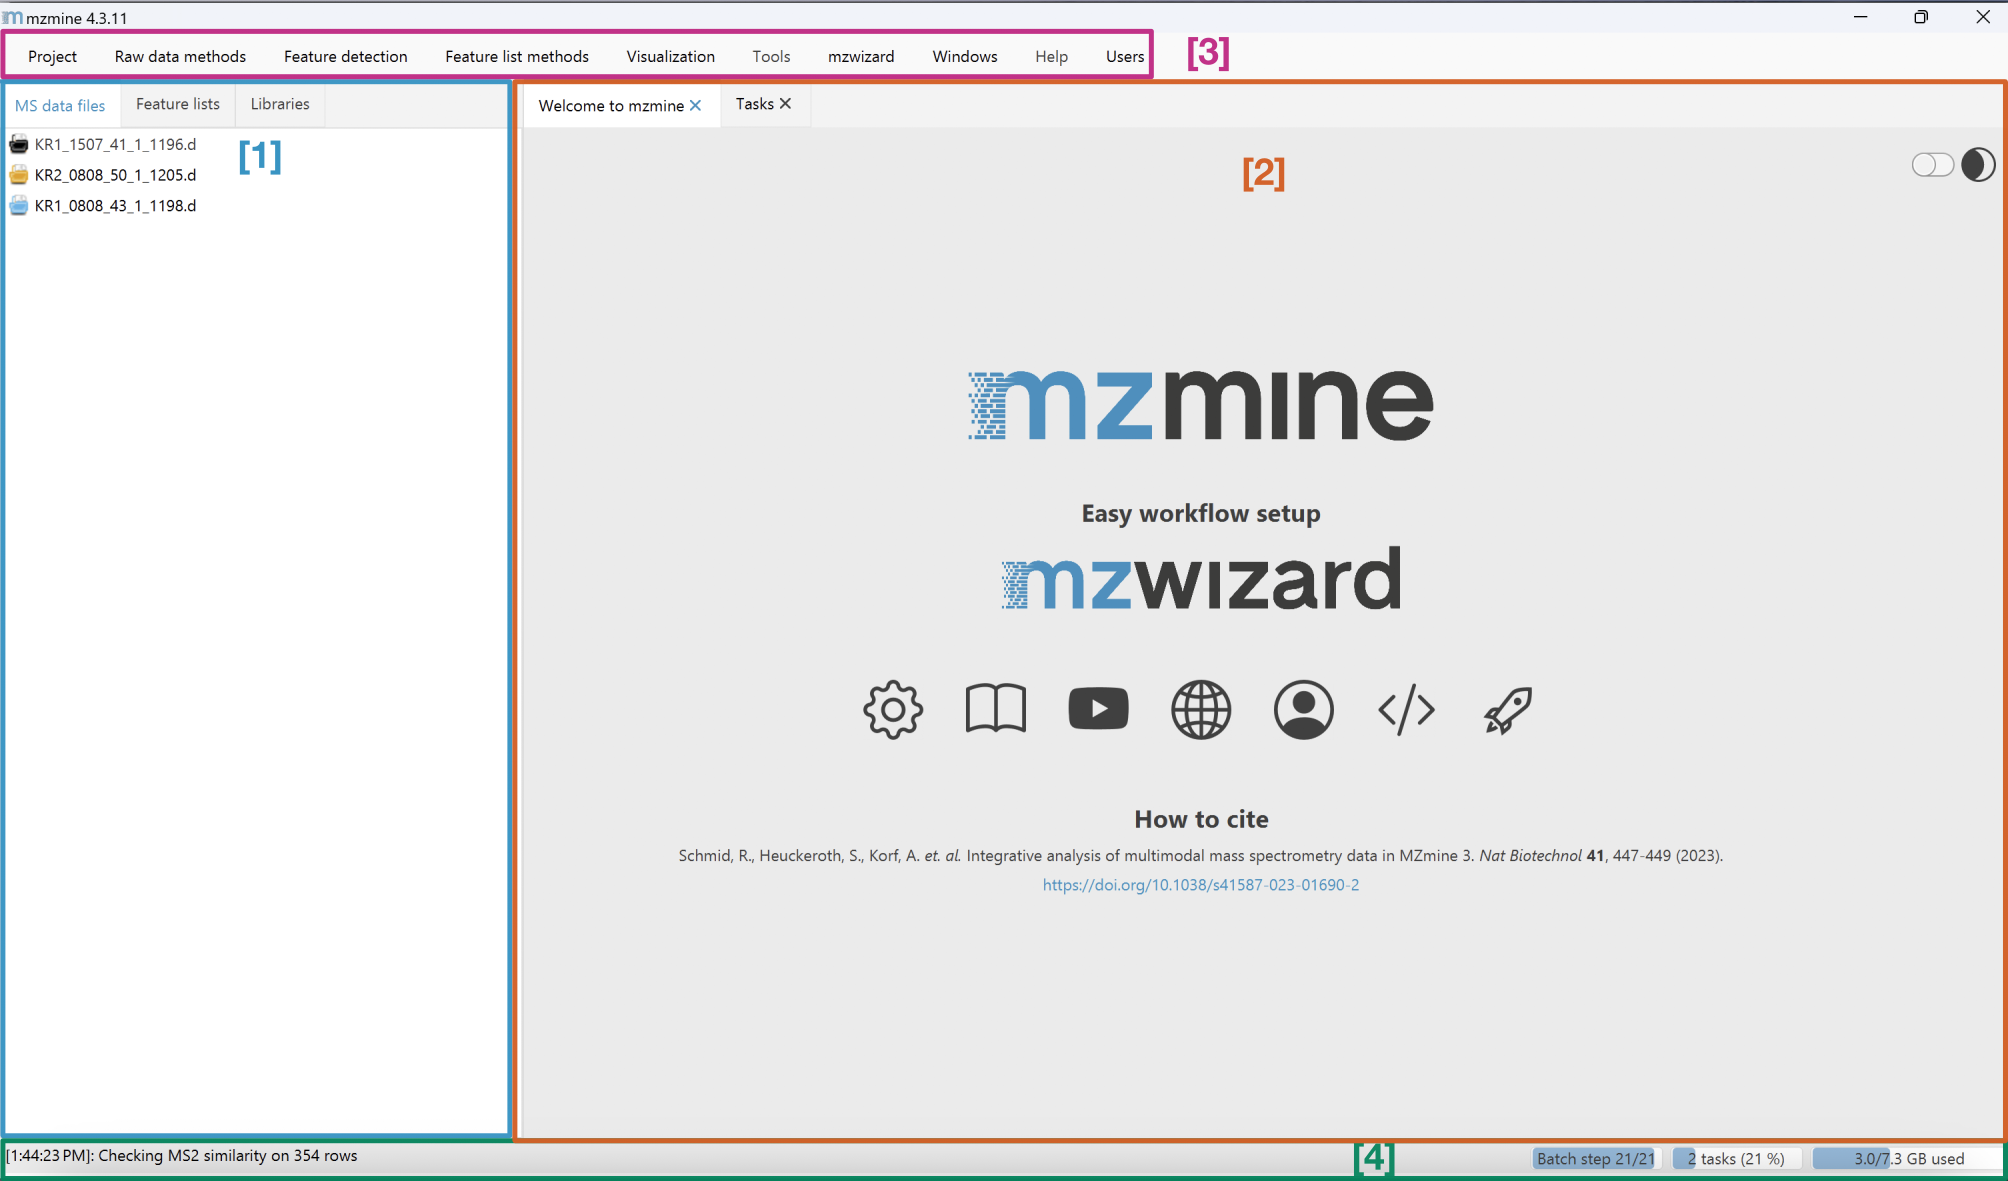 mzmine 4.3.11
Project Raw data methods Feature detection Feature list methods Visualization Tools mzwizard Windows Help Users [3]
MS data files Feature lists Libraries
KR1_1507_41_1_1196.d
KR2_0808_50_1_1205.d
KR1_0808_43_1_1198.d
[1]
Welcome to mzmine Tasks
[2]
mzmine
Easy workflow setup
mzwizard
How to cite
Schmid, R., Heuckeroth, S., Korf, A. et. al. Integrative analysis of multimodal mass spectrometry data in MZmine 3. Nat Biotechnol 41, 447-449 (2023).
https://doi.org/10.1038/s41587-023-01690-2
[1:44:23 PM]: Checking MS2 similarity on 354 rows
[4]
Batch step 21/21 2 tasks (21 %) 3.0/7.3 GB used